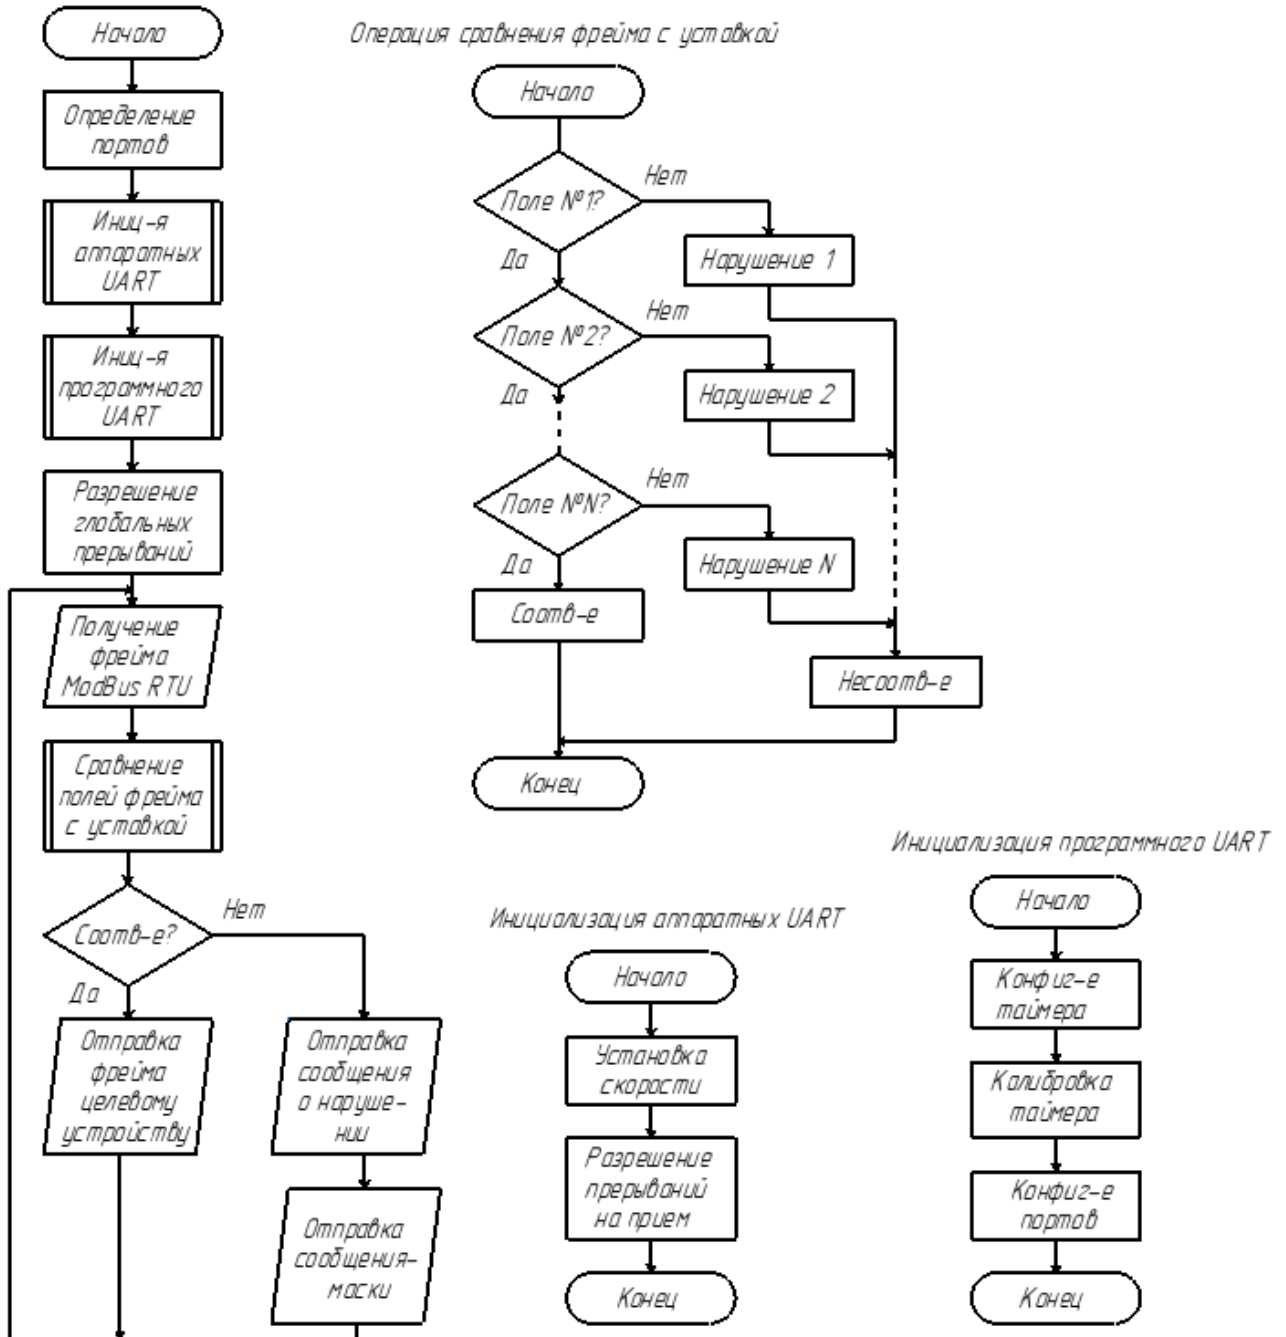 Начало
Определение
портов
Иниц-я
аппаратных
UART
Иниц-я
программного
UART
Разрешение
глобальных
прерываний
Получение
фрейма
ModBus RTU
Сравнение
полей фрейма
с уставкой
Соотв-е?
Нет
Да
Отправка
фрейма
целевому
устройству
Отправка
сообщения
о наруше-
нии
Отправка
сообщения-
маски
Операция сравнения фрейма с уставкой
Начало
Поле №1?
Нет
Да
Нарушение 1
Поле №2?
Нет
Да
Нарушение 2
Поле №N?
Нет
Да
Нарушение N
Соотв-е
Несоотв-е
Конец
Инициализация аппаратных UART
Начало
Установка
скорости
Разрешение
прерываний
на прием
Конец
Инициализация программного UART
Начало
Конфиг-е
таймера
Калибровка
таймера
Конфиг-е
портов
Конец